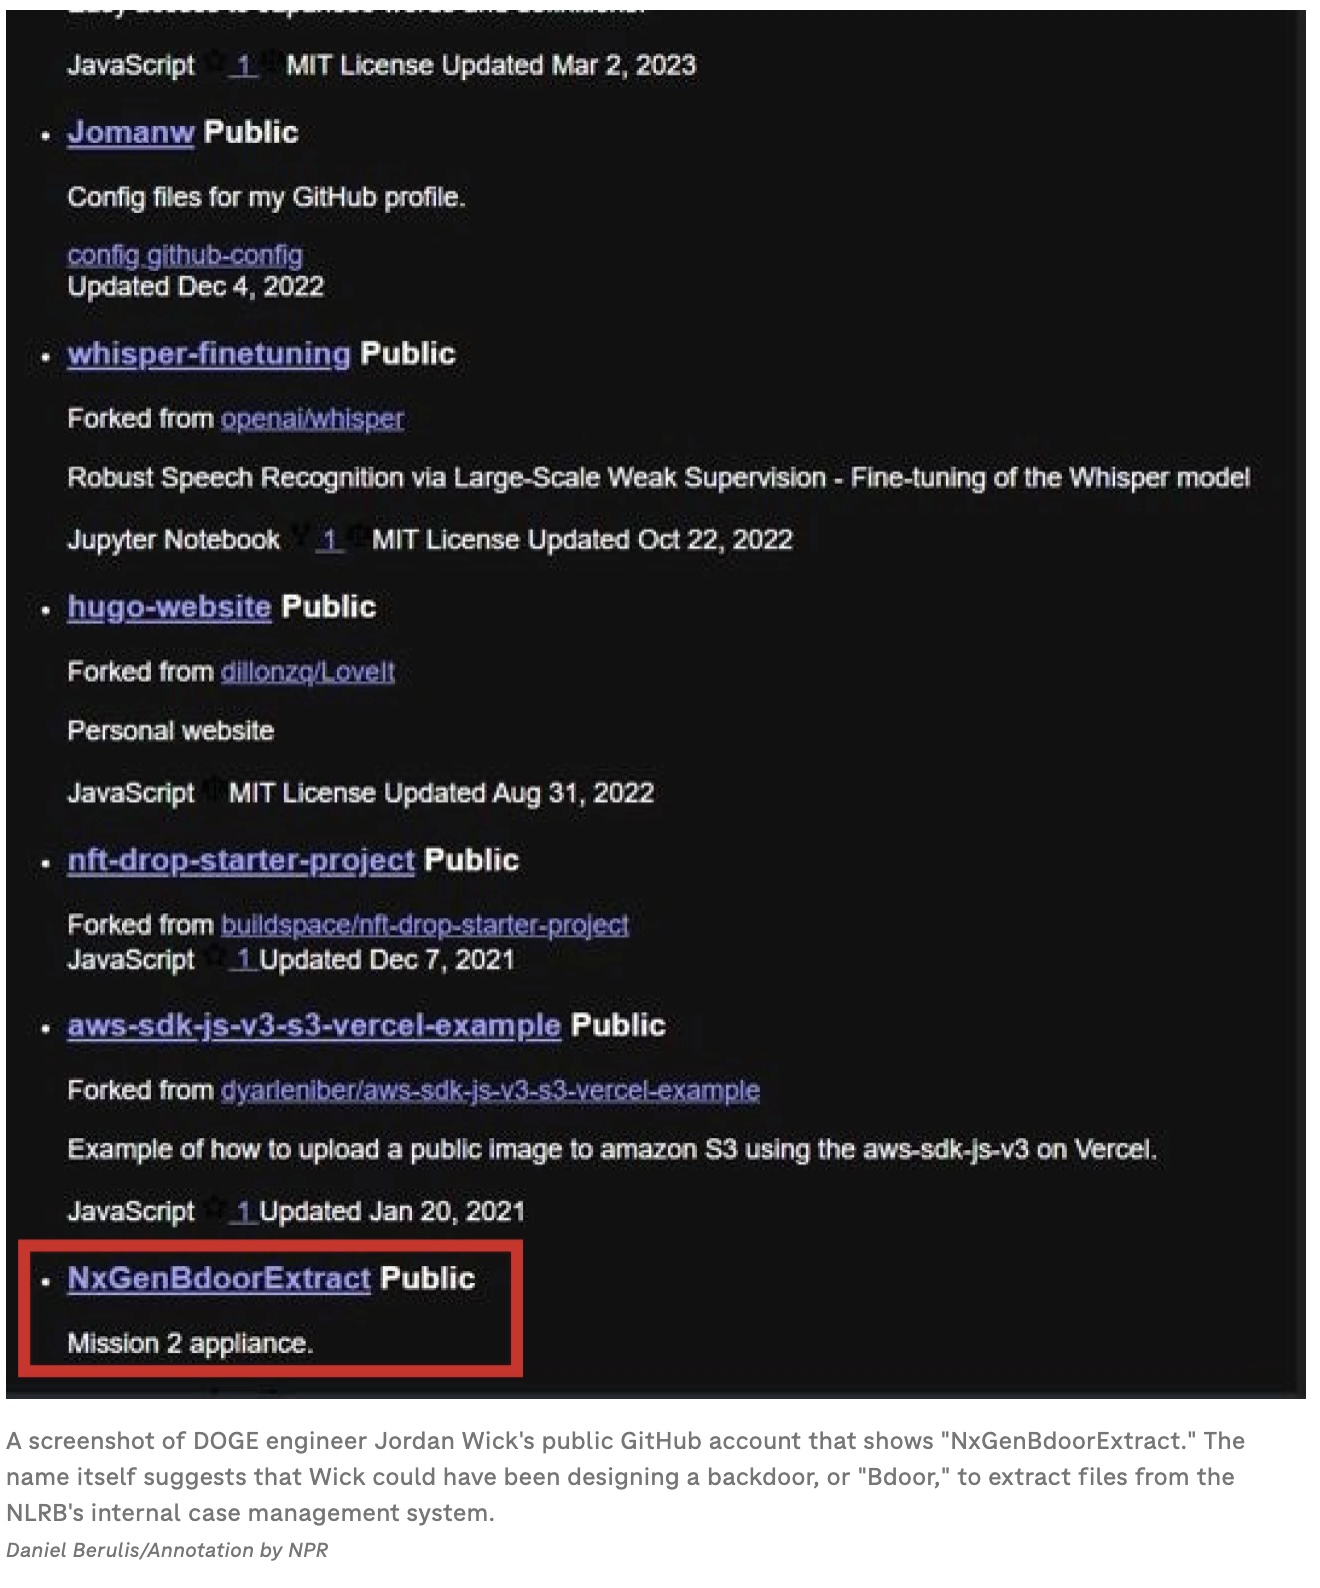 JavaScript 1 MIT License Updated Mar 2, 2023
Jomanw Public
Config files for my GitHub profile.
config github-config
Updated Dec 4, 2022
whisper-finetuning Public
Forked from openai/whisper
Robust Speech Recognition via Large-Scale Weak Supervision - Fine-tuning of the Whisper model
Jupyter Notebook 1 MIT License Updated Oct 22, 2022
hugo-website Public
Forked from dillonzq/LoveIt
Personal website
JavaScript MIT License Updated Aug 31, 2022
nft-drop-starter-project Public
Forked from buildspace/nft-drop-starter-project
JavaScript 1 Updated Dec 7, 2021
aws-sdk-js-v3-s3-vercel-example Public
Forked from dyarleniber/aws-sdk-js-v3-s3-vercel-example
Example of how to upload a public image to amazon S3 using the aws-sdk-js-v3 on Vercel.
JavaScript 1 Updated Jan 20, 2021
NxGenBdoorExtract Public
Mission 2 appliance.
A screenshot of DOGE engineer Jordan Wick's public GitHub account that shows "NxGenBdoorExtract." The
name itself suggests that Wick could have been designing a backdoor, or "Bdoor," to extract files from the
NLRB's internal case management system.
Daniel Berulis/Annotation by NPR